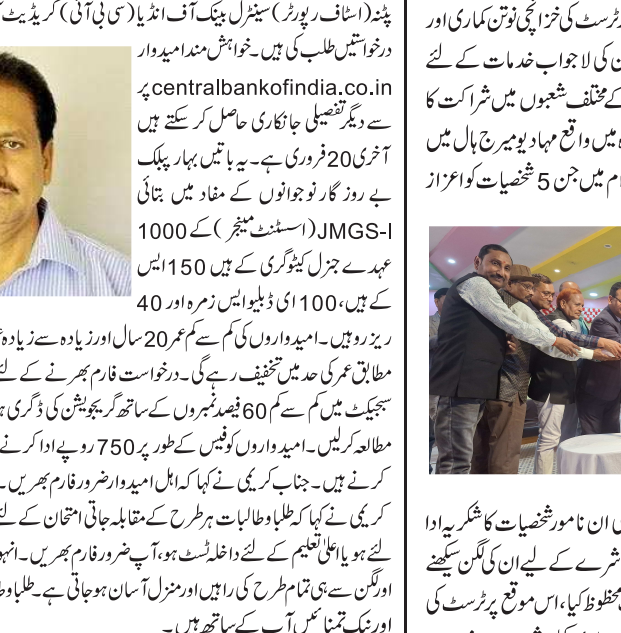 پٹنہ (اسٹاف رپورٹر) سینٹرل بینک آف انڈیا (سی بی آئی) کریڈیٹ
درخواستیں طلب کی ہیں۔ خواہش مند امیدوار
centralbankofindia.co.in پر
سے دیگر تفصیلی جانکاری حاصل کر سکتے ہیں
آخری 20 فروری ہے۔ یہ باتیں بہار پبلک
بے روزگار نوجوانوں کے مفاد میں بتائی
JMGS-I (اسسٹنٹ مینیجر) کے 1000
عہدے جنرل کیٹوگری کے ہیں 150 ایس
کے ہیں، 100 ای ڈبلیو ایس زمرہ اور 40
ریزرو ہیں۔ امیدواروں کی کم سے کم عمر 20 سال اور زیادہ سے زیادہ
مطابق عمر کی حد میں تخفیف رہے گی۔ درخواست فارم بھرنے کے لئے
سبجیکٹ میں کم سے کم 60 فیصد نمبروں کے ساتھ گریجویشن کی ڈگری
مطالعہ کر لیں۔ امیدواروں کو فیس کے طور پر 750 روپے ادا کرنے
کرنے ہیں۔ جناب کریمی نے کہا کہ اہل امیدوار ضرور فارم بھریں۔
کریمی نے کہا کہ طلبا و طالبات ہر طرح کے مقابلہ جاتی امتحان کے لئے
لئے ہو یا اعلیٰ تعلیم کے لئے داخلہ ٹسٹ ہو، آپ ضرور فارم بھریں۔
اور لگن سے ہی تمام طرح کی راہیں اور منزل آسان ہو جاتی ہے۔
اور نیک تمنائیں آپ کے ساتھ ہیں۔
ٹرسٹ کی خزانچی نوتن کماری اور
کی لا جواب خدمات کے لئے
کے مختلف شعبوں میں شراکت کا
میں واقع مہادیو میرج ہال میں
میں جن 5 شخصیات کو اعزاز
ان نامور شخصیات کا شکریہ ادا
کے لیے ان کی لگن سیکھنے
محظوظ کیا، اس موقع پر ٹرسٹ کی